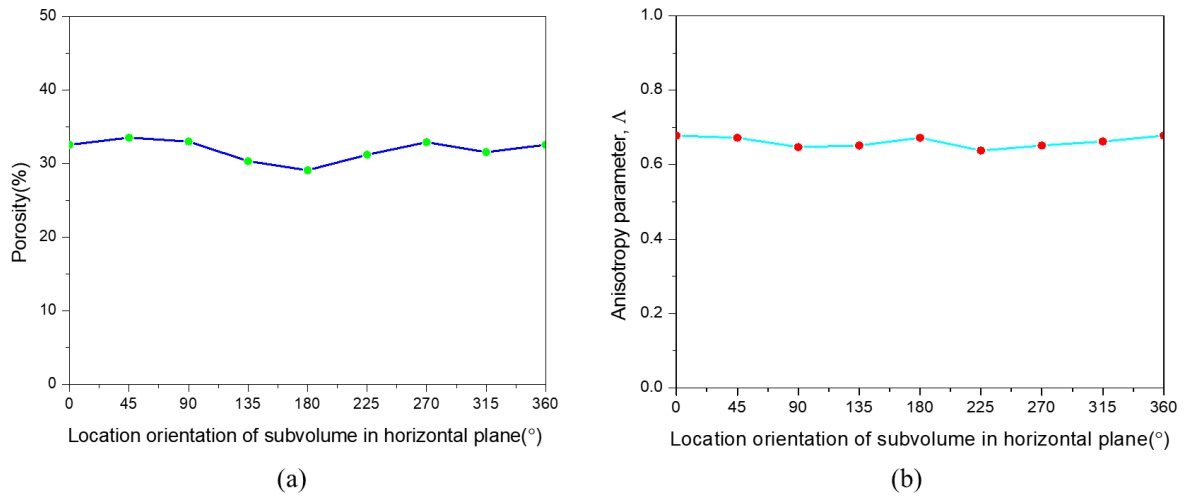 50
40
30
20
10
0
Porosity(%)
0 45 90 135 180 225 270 315 360
Location orientation of subvolume in horizontal plane(°)
(a)
1.0
0.8
0.6
0.4
0.2
0.0
Anisotropy parameter, Λ
0 45 90 135 180 225 270 315 360
Location orientation of subvolume in horizontal plane(°)
(b)